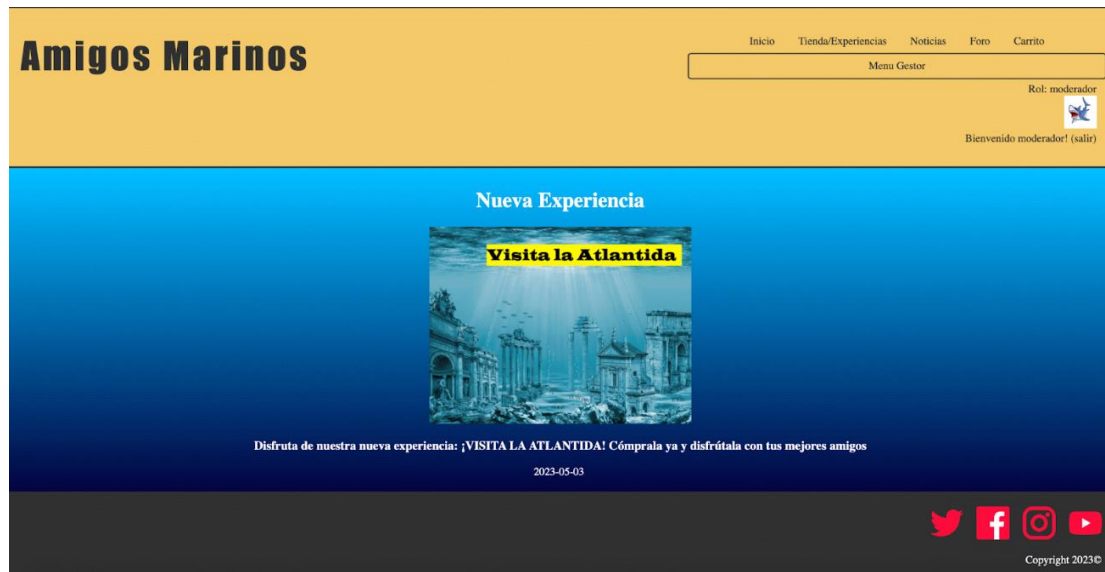 Amigos Marinos
Inicio Tienda/Experiencias Noticias Foro Carrito
Menu Gestor
Rol: moderador
Bienvenido moderador! (salir)
Nueva Experiencia
Visita la Atlantida
Disfruta de nuestra nueva experiencia: ¡VISITA LA ATLANTIDA! Cómprala ya y disfrútala con tus mejores amigos
2023-05-03
Copyright 2023©